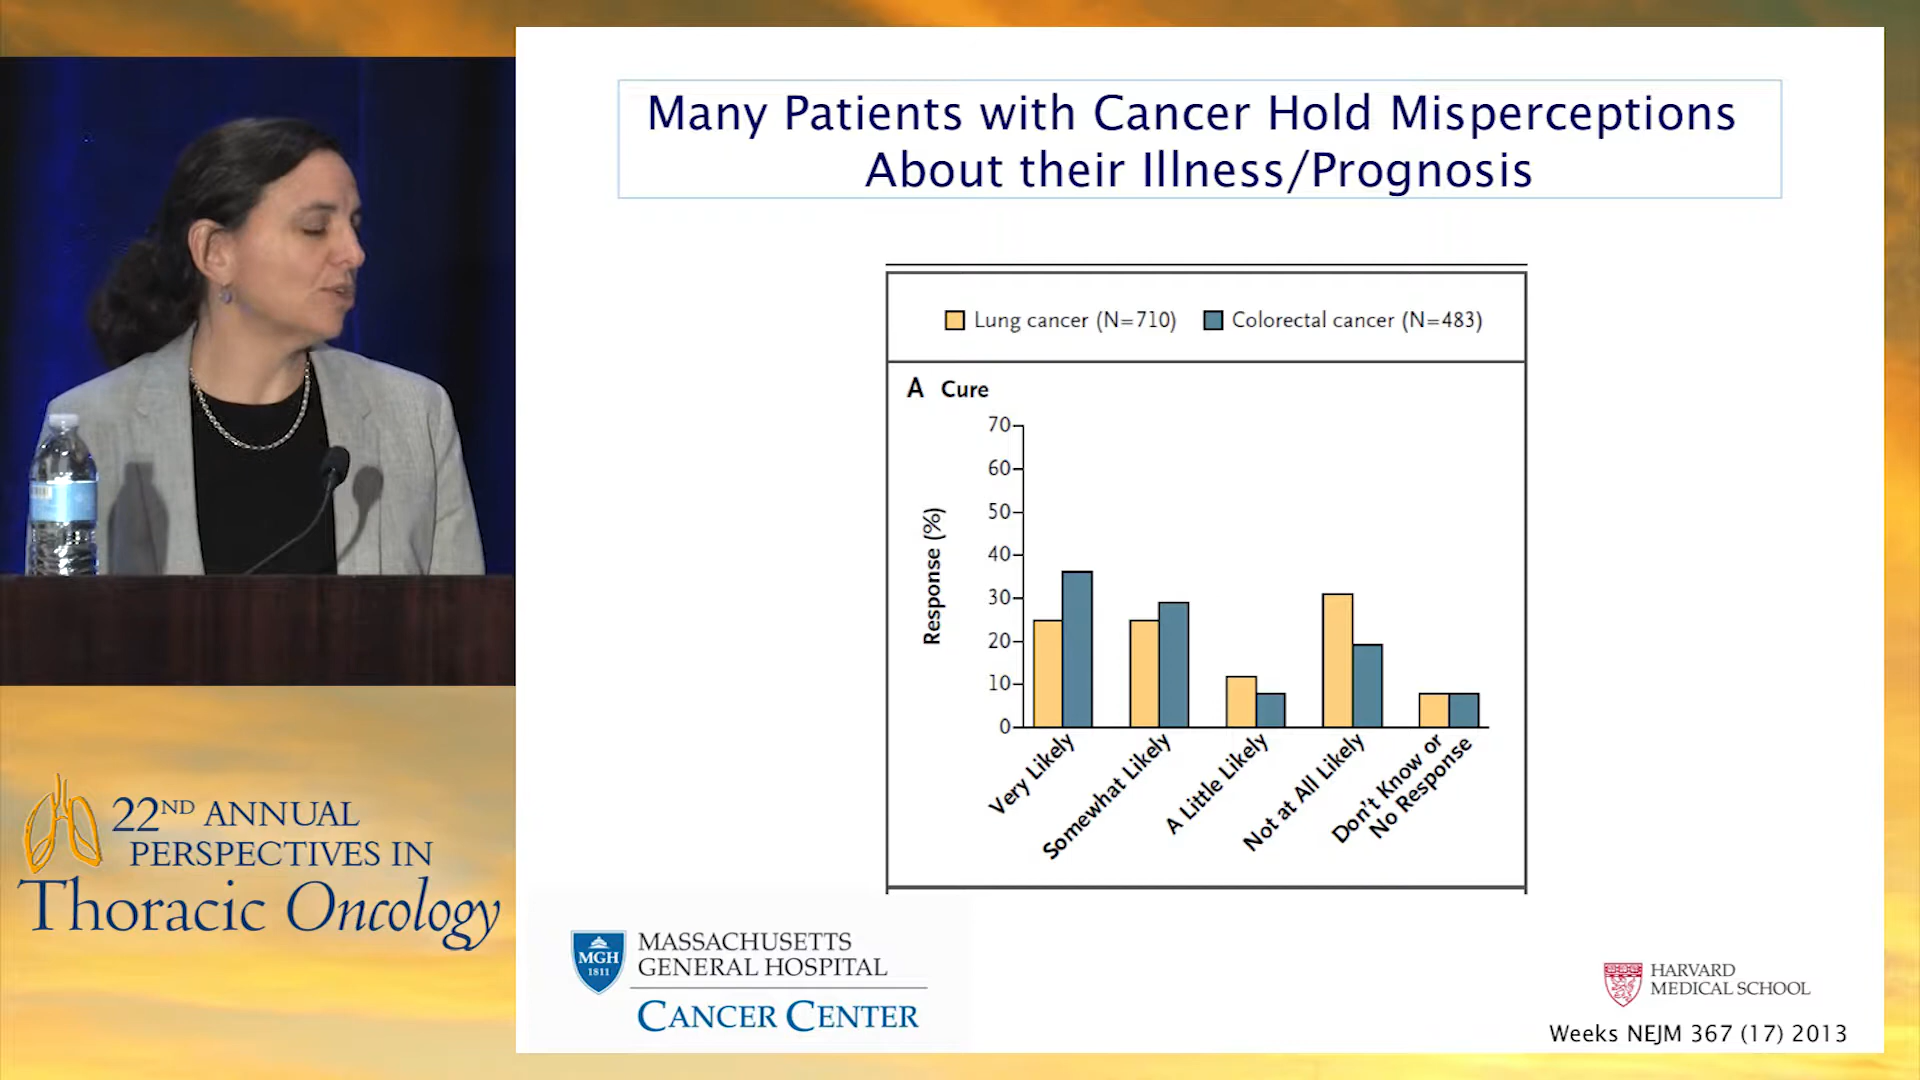 Many Patients with Cancer Hold Misperceptions
About their Illness/Prognosis
Lung cancer (N=710) Colorectal cancer (N=483)
A Cure
Response (%)
70
60
50
40
30
20
10
0
Very Likely
Somewhat Likely
A Little Likely
Not at All Likely
Don't Know or
No Response
22ND ANNUAL
PERSPECTIVES IN
Thoracic Oncology
MGH
1811
MASSACHUSETTS
GENERAL HOSPITAL
CANCER CENTER
HARVARD
MEDICAL SCHOOL
Weeks NEJM 367 (17) 2013